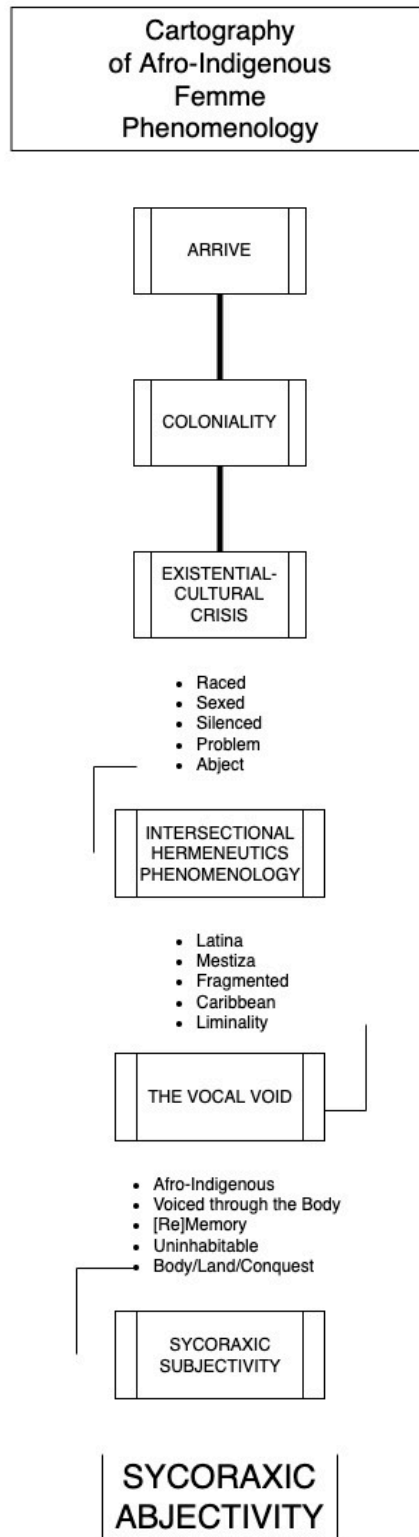 Cartography
of Afro-Indigenous
Femme
Phenomenology
ARRIVE
COLONIALITY
EXISTENTIAL-
CULTURAL
CRISIS
• Raced
• Sexed
• Silenced
• Problem
• Abject
INTERSECTIONAL
HERMENEUTICS
PHENOMENOLOGY
• Latina
• Mestiza
• Fragmented
• Caribbean
• Liminality
THE VOCAL VOID
• Afro-Indigenous
• Voiced through the Body
• [Re]Memory
• Uninhabitable
• Body/Land/Conquest
SYCORAXIC
SUBJECTIVITY
SYCORAXIC
ABJECTIVITY